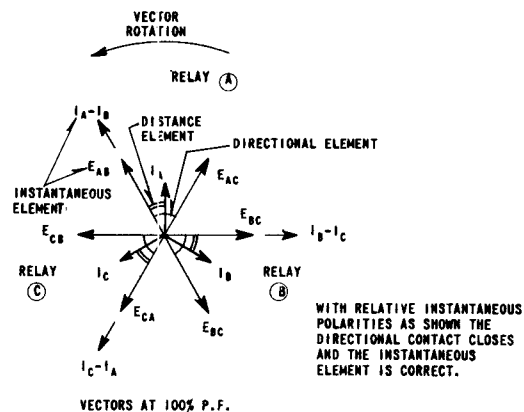 VECTOR
ROTATION
RELAY A
I_A-I_B
DISTANCE
ELEMENT
DIRECTIONAL ELEMENT
E_AB
I_A
E_AC
INSTANTANEOUS
ELEMENT
E_CB
E_BC
I_B-I_C
RELAY
C
I_C
I_B
RELAY
B
E_CA
E_BC
I_C-I_A
WITH RELATIVE INSTANTANEOUS
POLARITIES AS SHOWN THE
DIRECTIONAL CONTACT CLOSES
AND THE INSTANTANEOUS
ELEMENT IS CORRECT.
VECTORS AT 100% P.F.